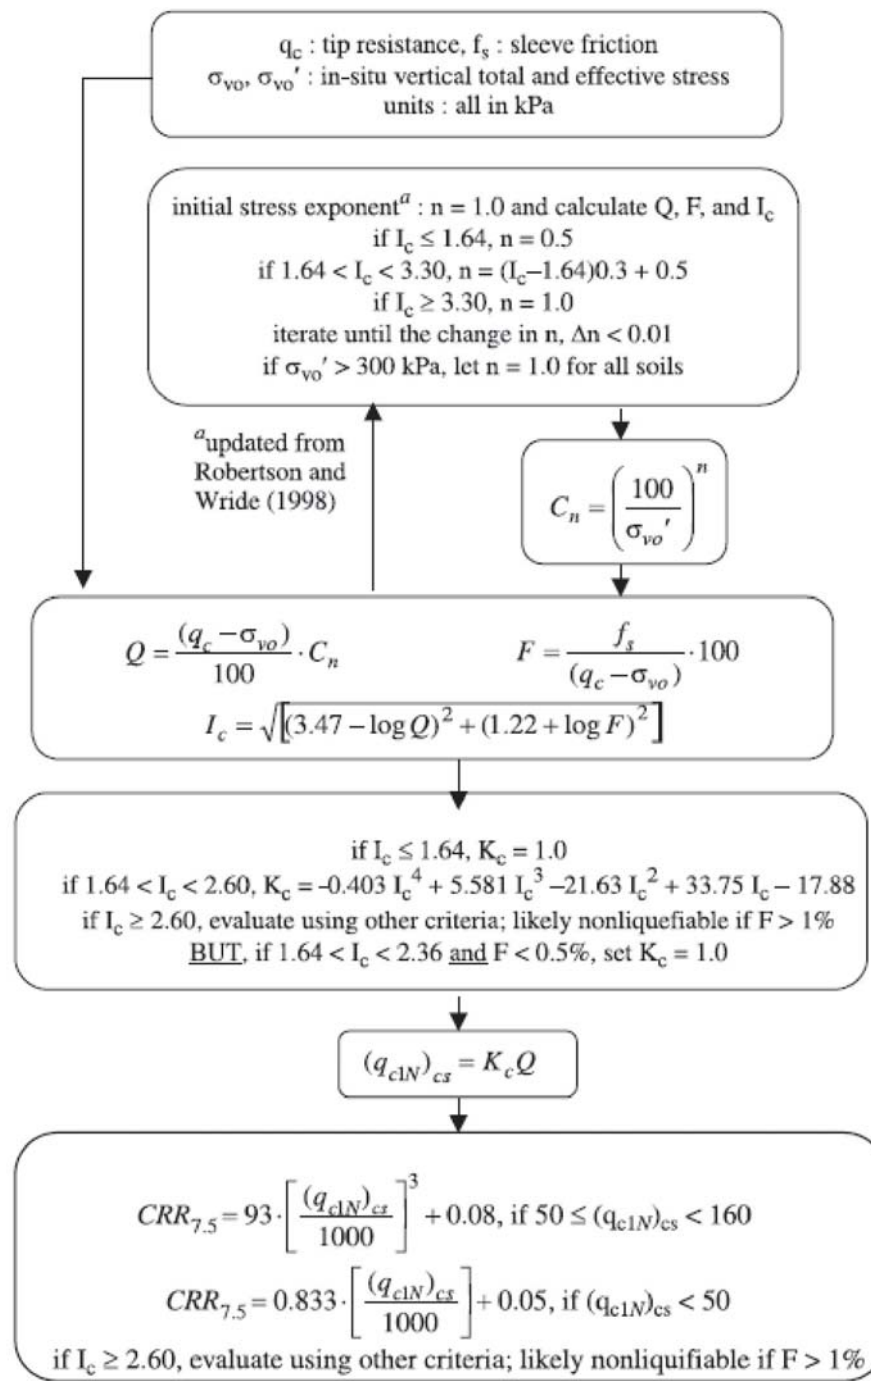 q_c : tip resistance, f_s : sleeve friction
σ_vo, σ_vo' : in-situ vertical total and effective stress
units : all in kPa
initial stress exponent^a : n = 1.0 and calculate Q, F, and I_c
if I_c ≤ 1.64, n = 0.5
if 1.64 < I_c < 3.30, n = (I_c–1.64)0.3 + 0.5
if I_c ≥ 3.30, n = 1.0
iterate until the change in n, Δn < 0.01
if σ_vo' > 300 kPa, let n = 1.0 for all soils
^a updated from
Robertson and
Wride (1998)
C_n = (100 / σ_vo')^n
Q = (q_c – σ_vo) / 100 · C_n
F = f_s / (q_c – σ_vo) · 100
I_c = √[(3.47 – log Q)^2 + (1.22 + log F)^2]
if I_c ≤ 1.64, K_c = 1.0
if 1.64 < I_c < 2.60, K_c = -0.403 I_c^4 + 5.581 I_c^3 –21.63 I_c^2 + 33.75 I_c – 17.88
if I_c ≥ 2.60, evaluate using other criteria; likely nonliquefiable if F > 1%
BUT, if 1.64 < I_c < 2.36 and F < 0.5%, set K_c = 1.0
(q_c1N)_cs = K_c Q
CRR_7.5 = 93 · [(q_c1N)_cs / 1000]^3 + 0.08, if 50 ≤ (q_c1N)_cs < 160
CRR_7.5 = 0.833 · [(q_c1N)_cs / 1000] + 0.05, if (q_c1N)_cs < 50
if I_c ≥ 2.60, evaluate using other criteria; likely nonliquifiable if F > 1%